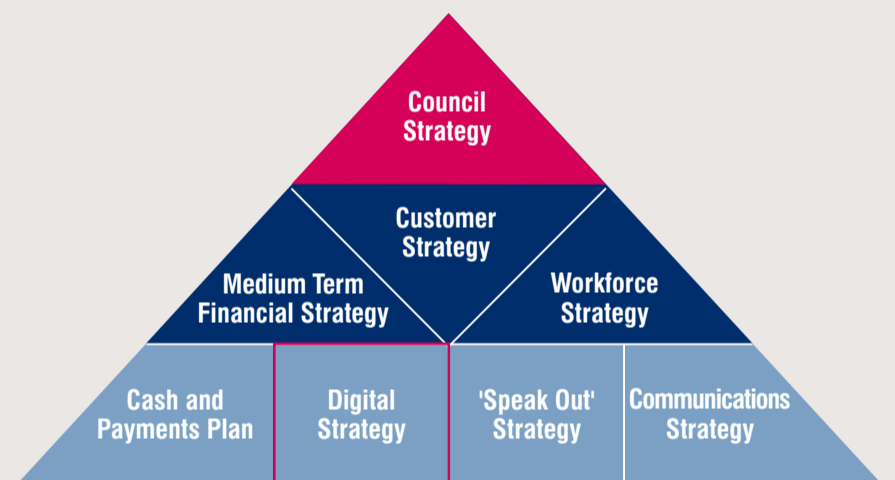 Council
Strategy
Customer
Strategy
Medium Term
Financial Strategy
Workforce
Strategy
Cash and
Payments Plan
Digital
Strategy
'Speak Out'
Strategy
Communications
Strategy